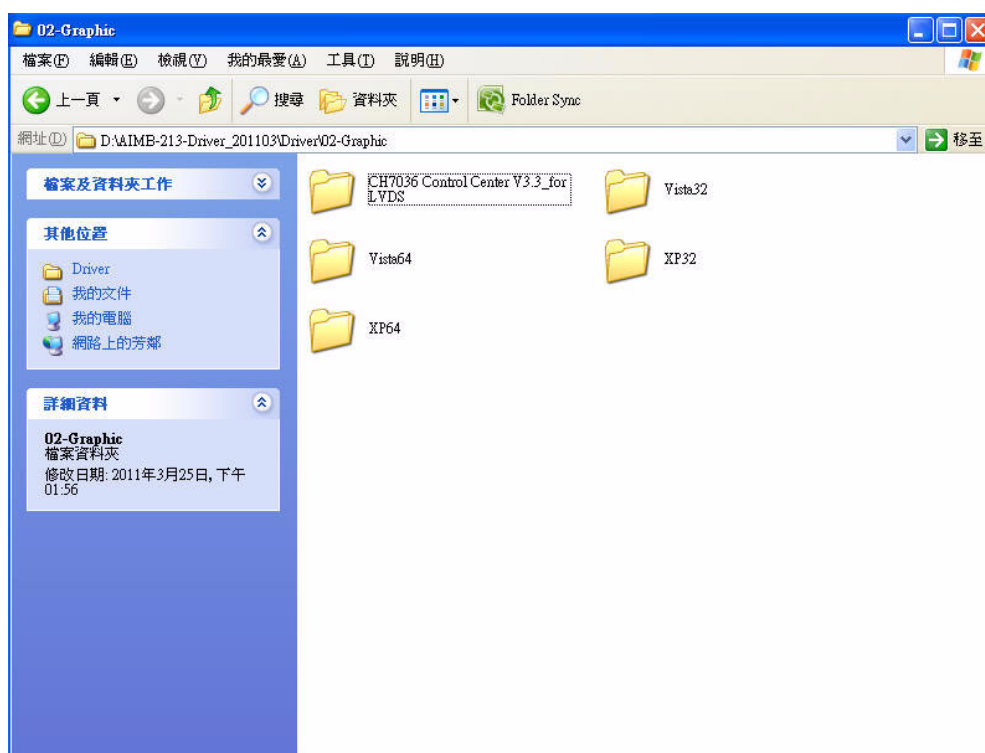 02-Graphic
檔案(F) 編輯(E) 檢視(V) 我的最愛(A) 工具(T) 說明(H)
上一頁 搜尋 資料夾 Folder Sync
網址(D) D:\AIMB-213-Driver_201103\Driver\02-Graphic 移至
檔案及資料夾工作
其他位置
Driver
我的文件
我的電腦
網路上的芳鄰
詳細資料
02-Graphic
檔案資料夾
修改日期: 2011年3月25日, 下午
01:56
CH7036 Control Center V3.3_for
LVDS
Vista32
Vista64
XP32
XP64